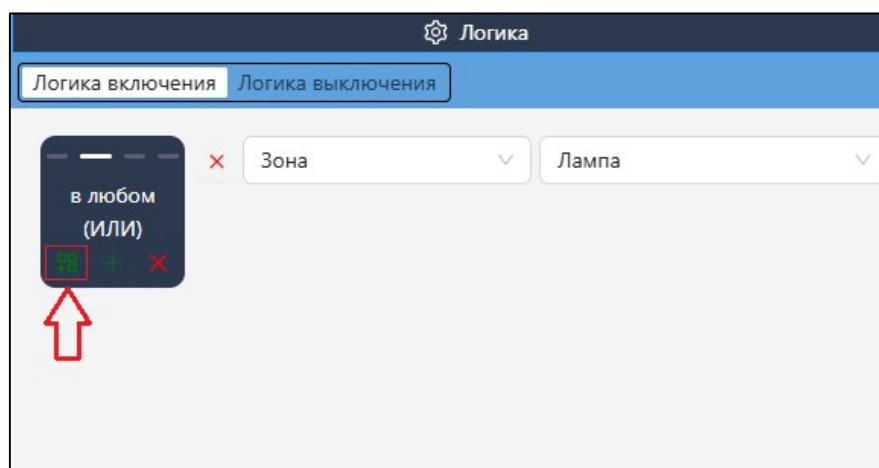 Логика
Логика включения Логика выключения
Зона Лампа
в любом
(ИЛИ)